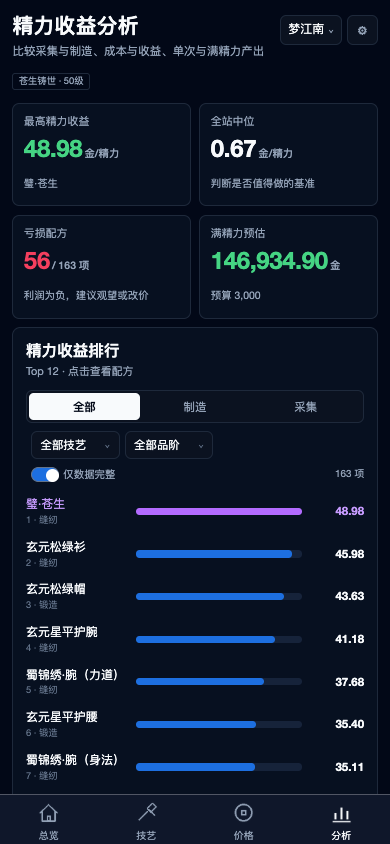 精力收益分析
梦江南
比较采集与制造、成本与收益、单次与满精力产出
苍生铸世 · 50级
最高精力收益
48.98 金/精力
璧·苍生
全站中位
0.67 金/精力
判断是否值得做的基准
亏损配方
56 / 163 项
利润为负，建议观望或改价
满精力预估
146,934.90 金
预算 3,000
精力收益排行
Top 12 · 点击查看配方
全部 制造 采集
全部技艺 全部品阶
仅数据完整 163 项
璧·苍生 48.98
1 · 缝纫
玄元松绿衫 45.98
2 · 缝纫
玄元松绿帽 43.63
3 · 锻造
玄元星平护腕 41.18
4 · 缝纫
蜀锦绣·腕（力道） 37.68
5 · 缝纫
玄元星平护腰 35.40
6 · 锻造
蜀锦绣·腕（身法） 35.11
7 · 缝纫
总览 技艺 价格 分析